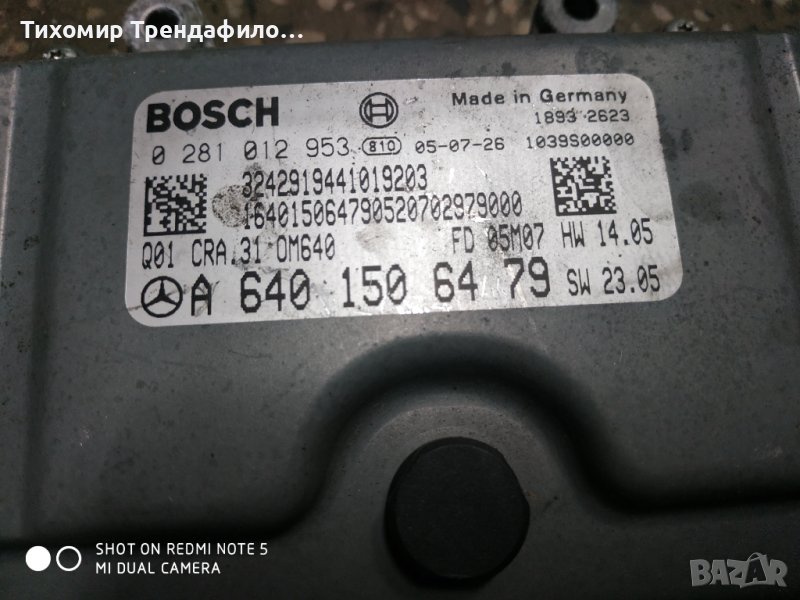 Тихомир Трендафило...
BOSCH Made in Germany
1893 2623
0 281 012 953 810 05-07-26 1039S00000
3242919441019203
164015064790520702979000
Q01 CRA.31 OM640 FD 05M07 HW 14.05
A 640 150 64 79 SW 23.05
SHOT ON REDMI NOTE 5
MI DUAL CAMERA
BAZAR